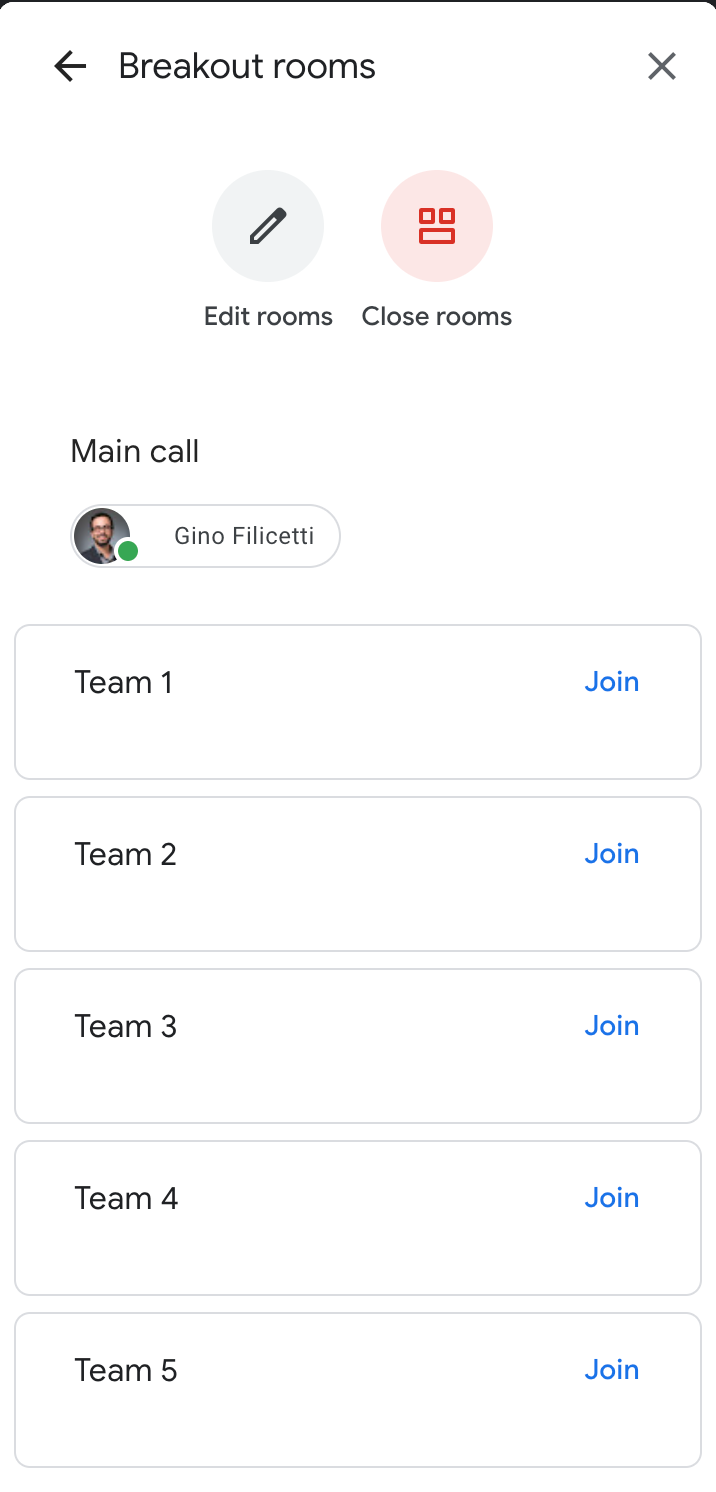 Breakout rooms
Edit rooms Close rooms
Main call
Gino Filicetti
Team 1 Join
Team 2 Join
Team 3 Join
Team 4 Join
Team 5 Join